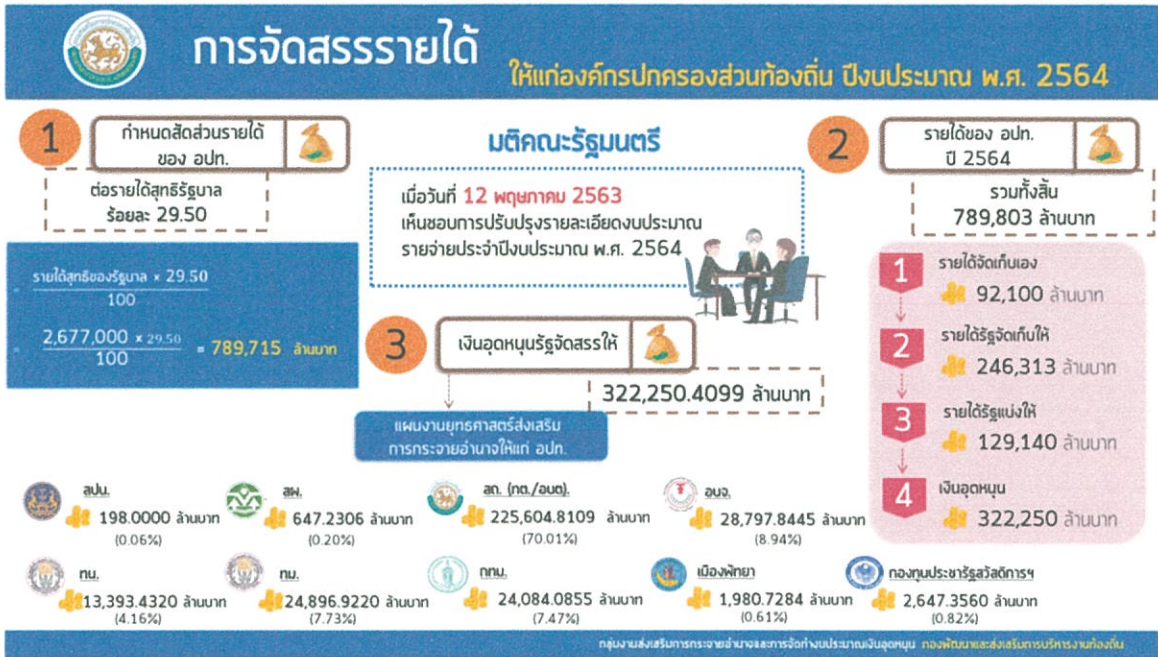 การจัดสรรรายได้
ให้แก่องค์กรปกครองส่วนท้องถิ่น ปีงบประมาณ พ.ศ. 2564
1
กำหนดสัดส่วนรายได้
ของ อปท.
ต่อรายได้สุทธิรัฐบาล
ร้อยละ 29.50
= รายได้สุทธิของรัฐบาล × 29.50
100
= 2,677,000 × 29.50
100
= 789,715 ล้านบาท
มติคณะรัฐมนตรี
เมื่อวันที่ 12 พฤษภาคม 2563
เห็นชอบการปรับปรุงรายละเอียดงบประมาณ
รายจ่ายประจำปีงบประมาณ พ.ศ. 2564
2
รายได้ของ อปท.
ปี 2564
รวมทั้งสิ้น
789,803 ล้านบาท
1
รายได้จัดเก็บเอง
92,100 ล้านบาท
2
รายได้รัฐจัดเก็บให้
246,313 ล้านบาท
3
รายได้รัฐแบ่งให้
129,140 ล้านบาท
4
เงินอุดหนุน
322,250 ล้านบาท
3
เงินอุดหนุนรัฐจัดสรรให้
322,250.4099 ล้านบาท
แผนงานยุทธศาสตร์ส่งเสริม
การกระจายอำนาจให้แก่ อปท.
สปน.
198.0000 ล้านบาท
(0.06%)
สผ.
647.2306 ล้านบาท
(0.20%)
สถ. (ทต./อบต).
225,604.8109 ล้านบาท
(70.01%)
อบจ.
28,797.8445 ล้านบาท
(8.94%)
ทน.
13,393.4320 ล้านบาท
(4.16%)
ทม.
24,896.9220 ล้านบาท
(7.73%)
กทม.
24,084.0855 ล้านบาท
(7.47%)
เมืองพัทยา
1,980.7284 ล้านบาท
(0.61%)
กองทุนประชารัฐสวัสดิการฯ
2,647.3560 ล้านบาท
(0.82%)
กลุ่มงานส่งเสริมการกระจายอำนาจและการจัดทำงบประมาณเงินอุดหนุน กองพัฒนาและส่งเสริมการบริหารงานท้องถิ่น